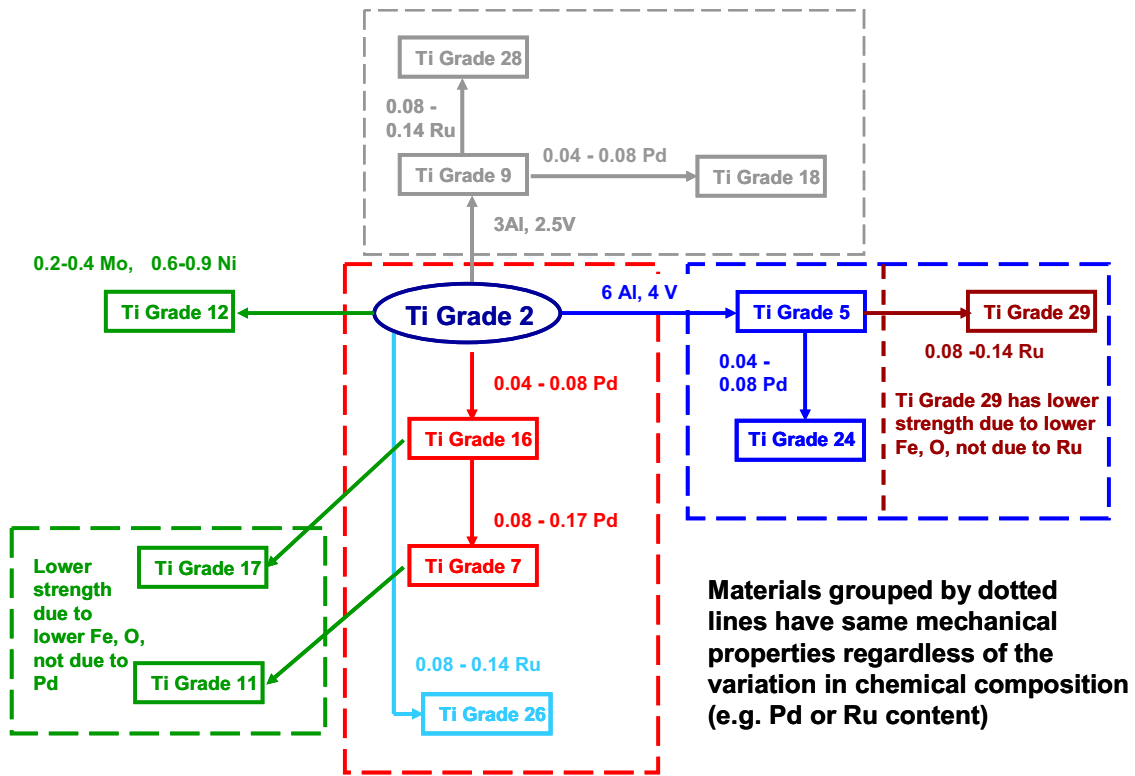 Ti Grade 28
0.08 -
0.14 Ru
0.04 - 0.08 Pd
Ti Grade 9
Ti Grade 18
3Al, 2.5V
0.2-0.4 Mo, 0.6-0.9 Ni
6 Al, 4 V
Ti Grade 12
Ti Grade 2
Ti Grade 5
Ti Grade 29
0.04 -
0.08 Pd
0.08 -0.14 Ru
0.04 - 0.08 Pd
Ti Grade 29 has lower
strength due to lower
Fe, O, not due to Ru
Ti Grade 16
Ti Grade 24
0.08 - 0.17 Pd
Lower
strength
due to
lower Fe, O,
not due to
Pd
Ti Grade 17
Ti Grade 7
Ti Grade 11
0.08 - 0.14 Ru
Ti Grade 26
Materials grouped by dotted
lines have same mechanical
properties regardless of the
variation in chemical composition
(e.g. Pd or Ru content)